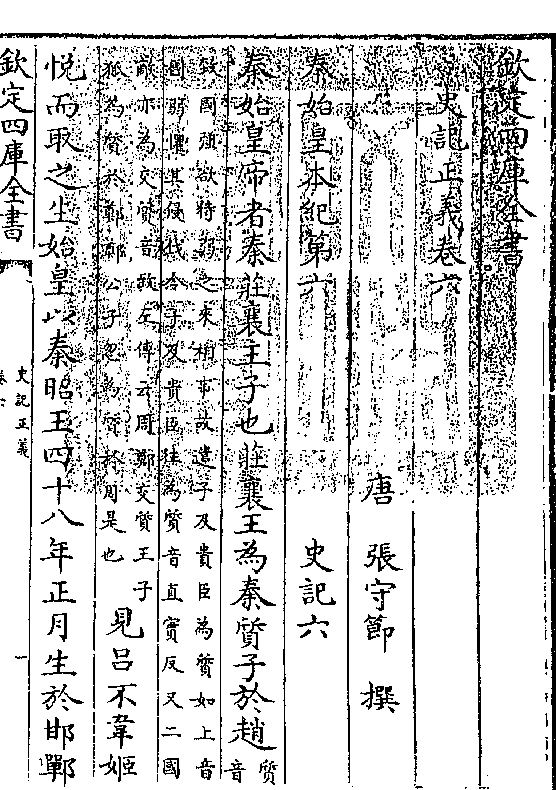 欽定四庫全書
史記正義卷六
唐 張守節 撰
秦始皇本紀第六 史記六
秦始皇帝者秦莊襄王子也莊襄王為秦質子於趙質音
致國強欲待弱之來相事故遣子及貴臣為質如上音
國弱懼其侵伐令子及貴臣往為質音直實反又二國
敵亦為交質音致左傳云周鄭交質王子
狐為質於鄭鄭公子忽為質於周是也
見呂不韋姬
悅而取之生始皇以秦昭王四十八年正月生於邯鄲
欽定四庫全書
史記正義
卷六
一